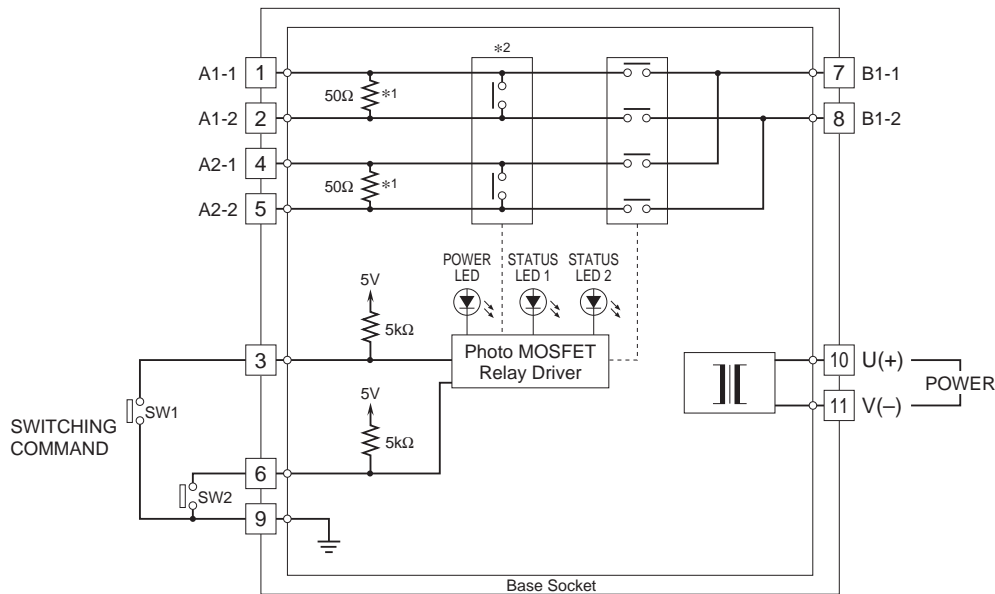 *2
A1-1 1 7 B1-1
50Ω *1
A1-2 2 8 B1-2
A2-1 4
50Ω *1
A2-2 5
POWER LED
STATUS LED 1
STATUS LED 2
5V
5kΩ
3
Photo MOSFET
Relay Driver
10 U(+)
POWER
11 V(–)
5V
SW1
SWITCHING
COMMAND
5kΩ
6
SW2
9
Base Socket